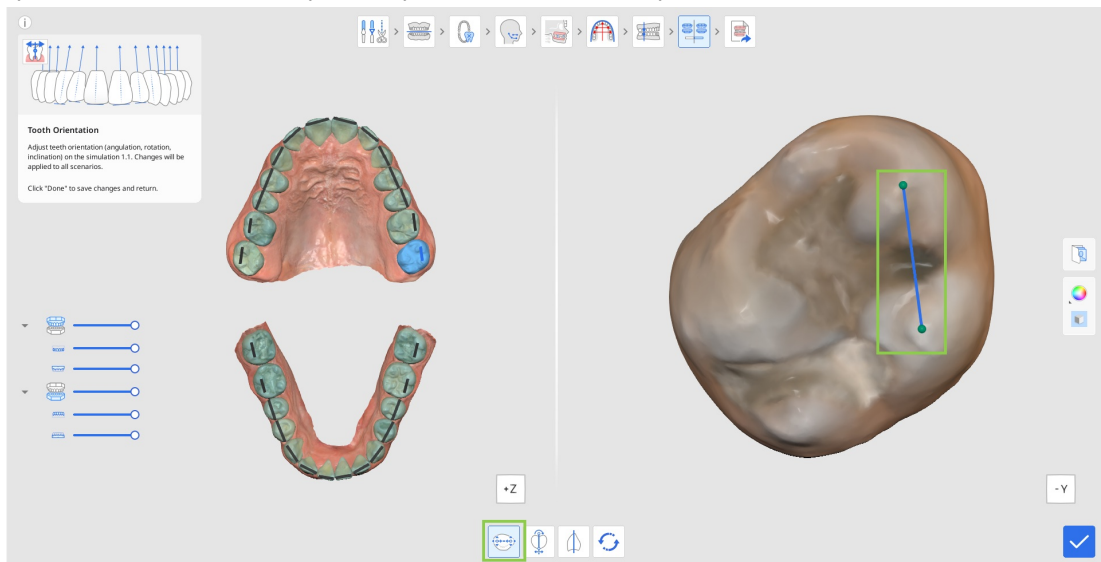 Tooth Orientation
Adjust teeth orientation (angulation, rotation,
inclination) on the simulation 1.1. Changes will be
applied to all scenarios.
Click "Done" to save changes and return.
+Z
- Y